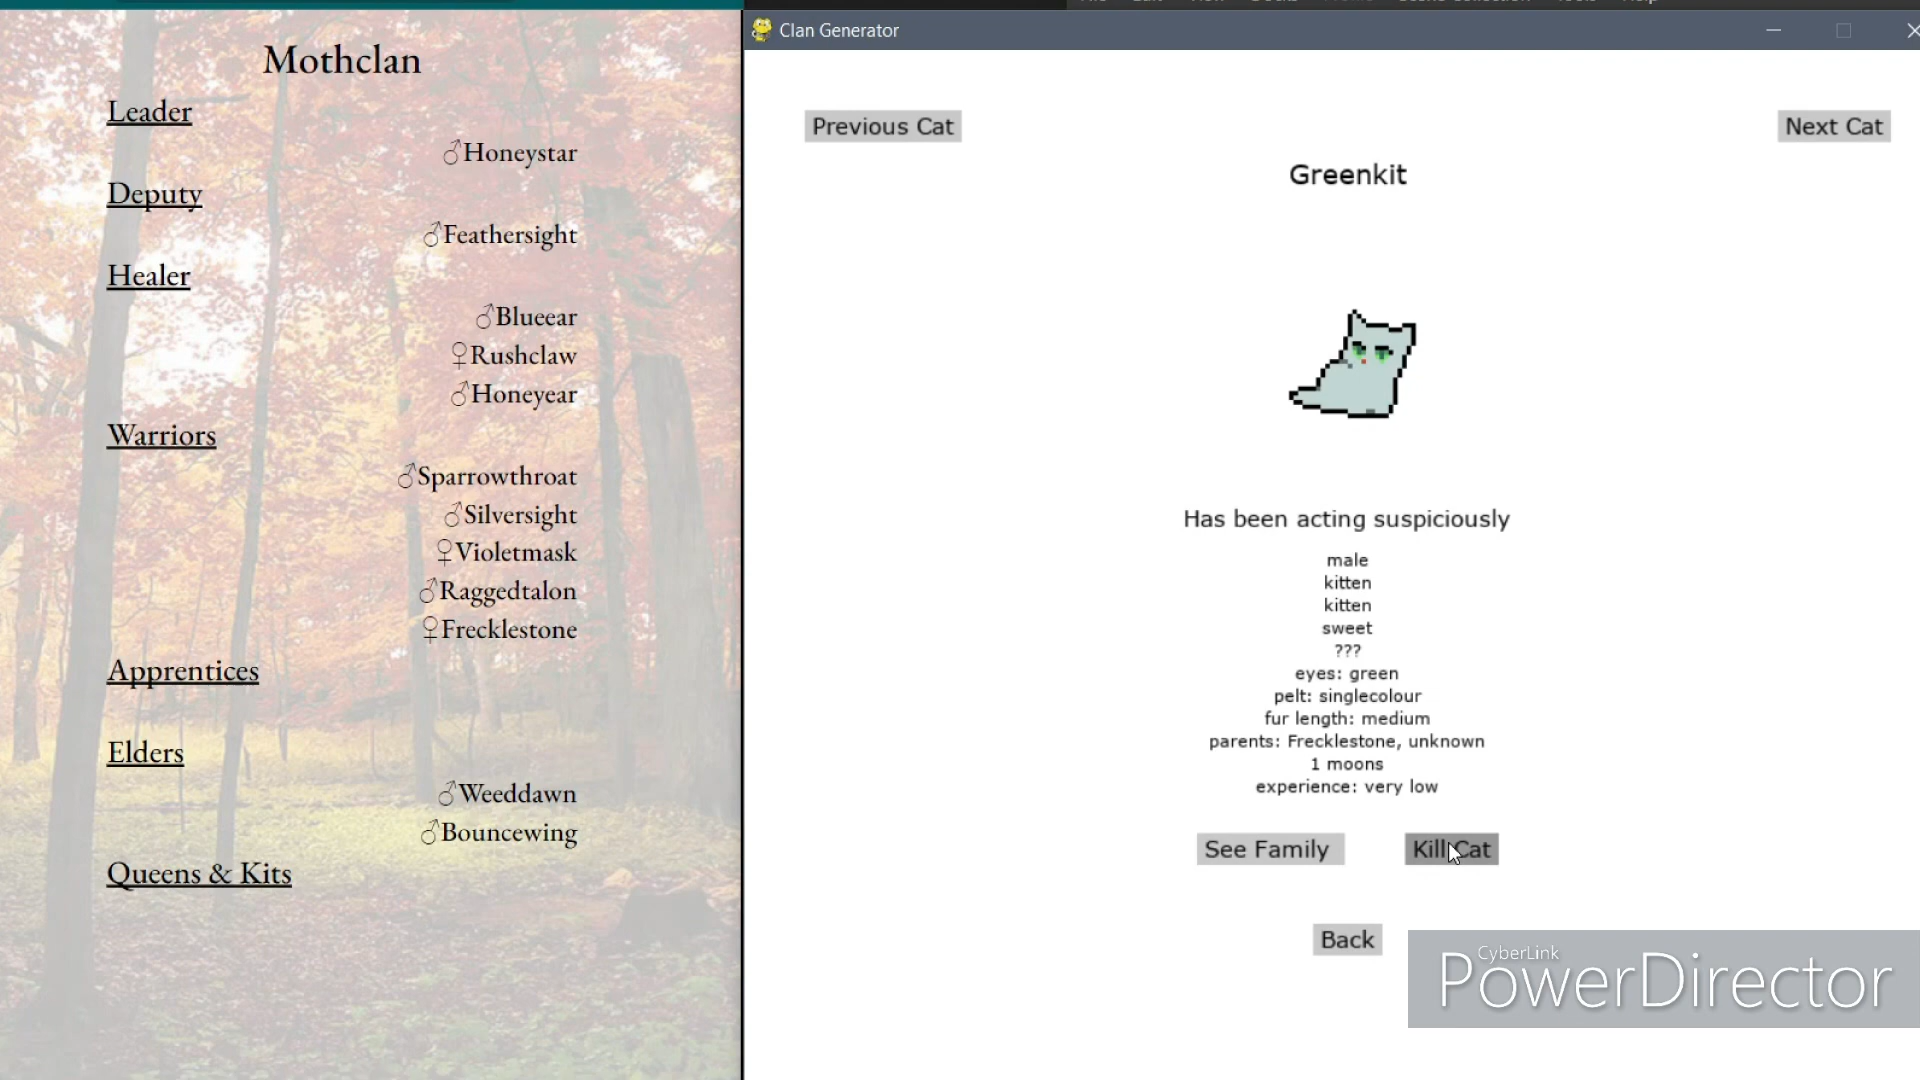 Mothclan
Leader
♂Honeystar
Deputy
♂Feathersight
Healer
♂Blueear
♀Rushclaw
♂Honeyear
Warriors
♂Sparrowthroat
♂Silversight
♀Violetmask
♂Raggedtalon
♀Frecklestone
Apprentices
Elders
♂Weeddawn
♂Bouncewing
Queens & Kits
Clan Generator
Previous Cat
Next Cat
Greenkit
Has been acting suspiciously
male
kitten
kitten
sweet
???
eyes: green
pelt: singlecolour
fur length: medium
parents: Frecklestone, unknown
1 moons
experience: very low
See Family
Kill Cat
Back
CyberLink
PowerDirector